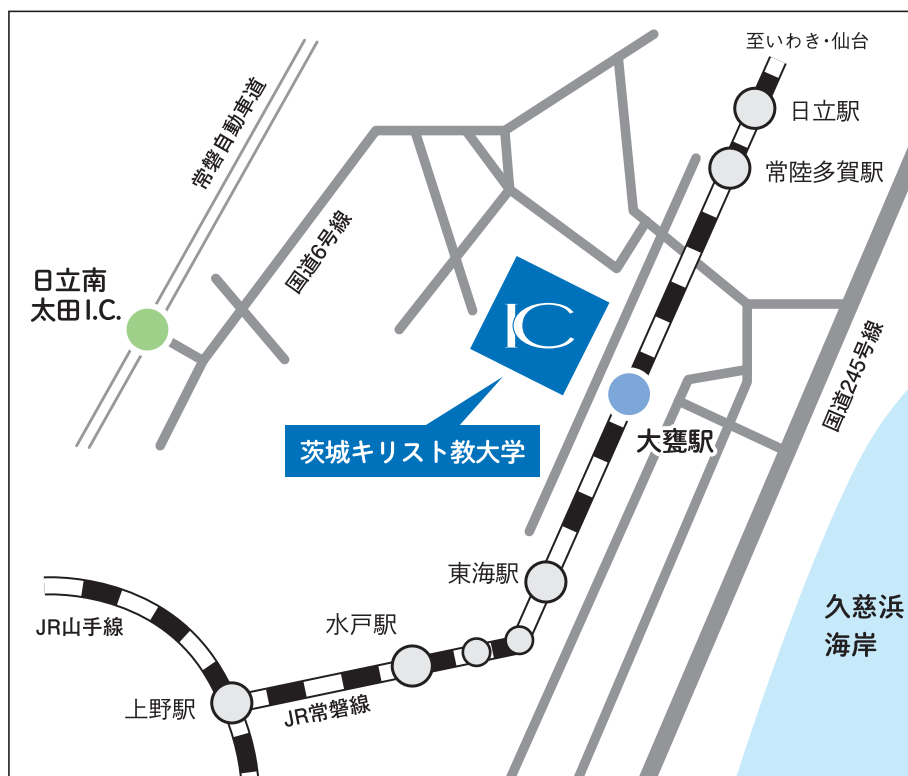 至いわき・仙台
日立駅
常陸多賀駅
常磐自動車道
国道6号線
日立南
太田I.C.
IC
国道245号線
大甕駅
茨城キリスト教大学
東海駅
久慈浜
海岸
水戸駅
JR山手線
上野駅
JR常磐線